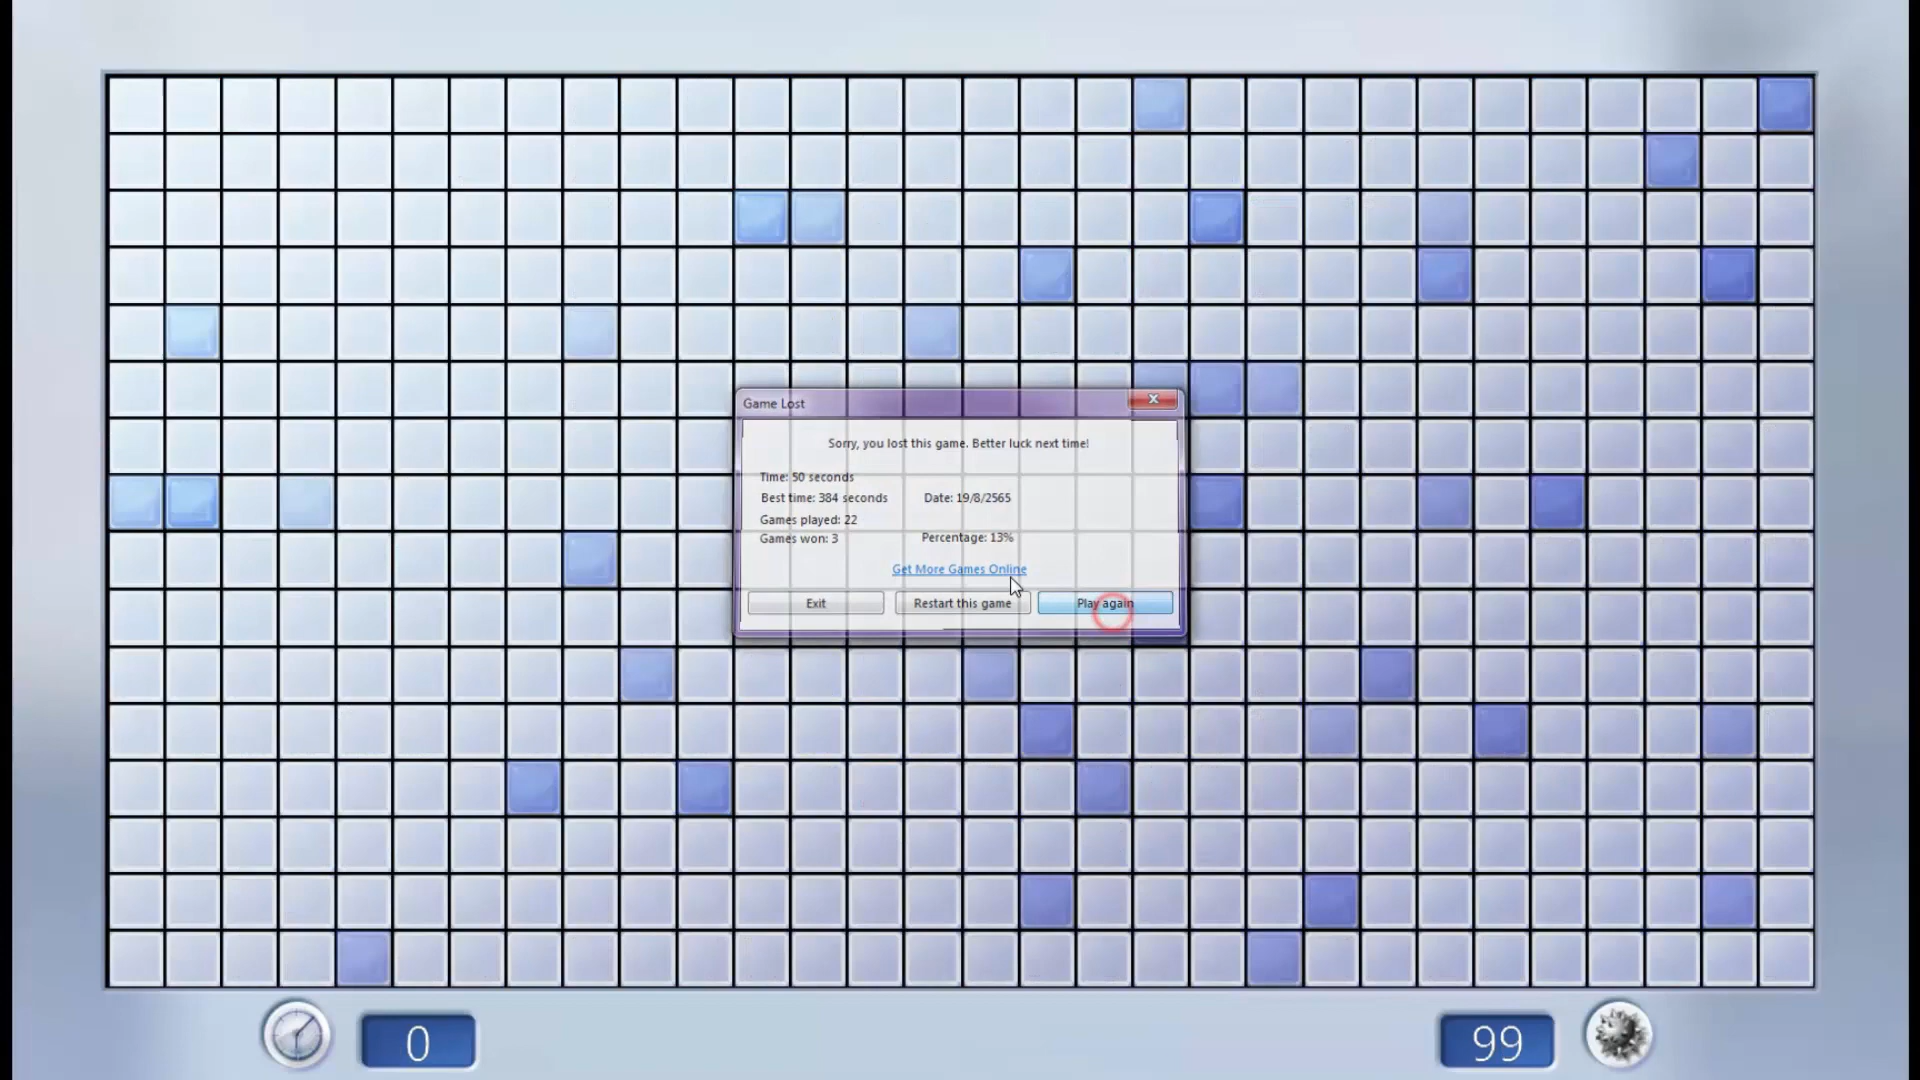 Game Lost
X
Sorry, you lost this game. Better luck next time!
Time: 50 seconds
Best time: 384 seconds Date: 19/8/2565
Games played: 22
Games won: 3 Percentage: 13%
Get More Games Online
Exit Restart this game Play again
0 99